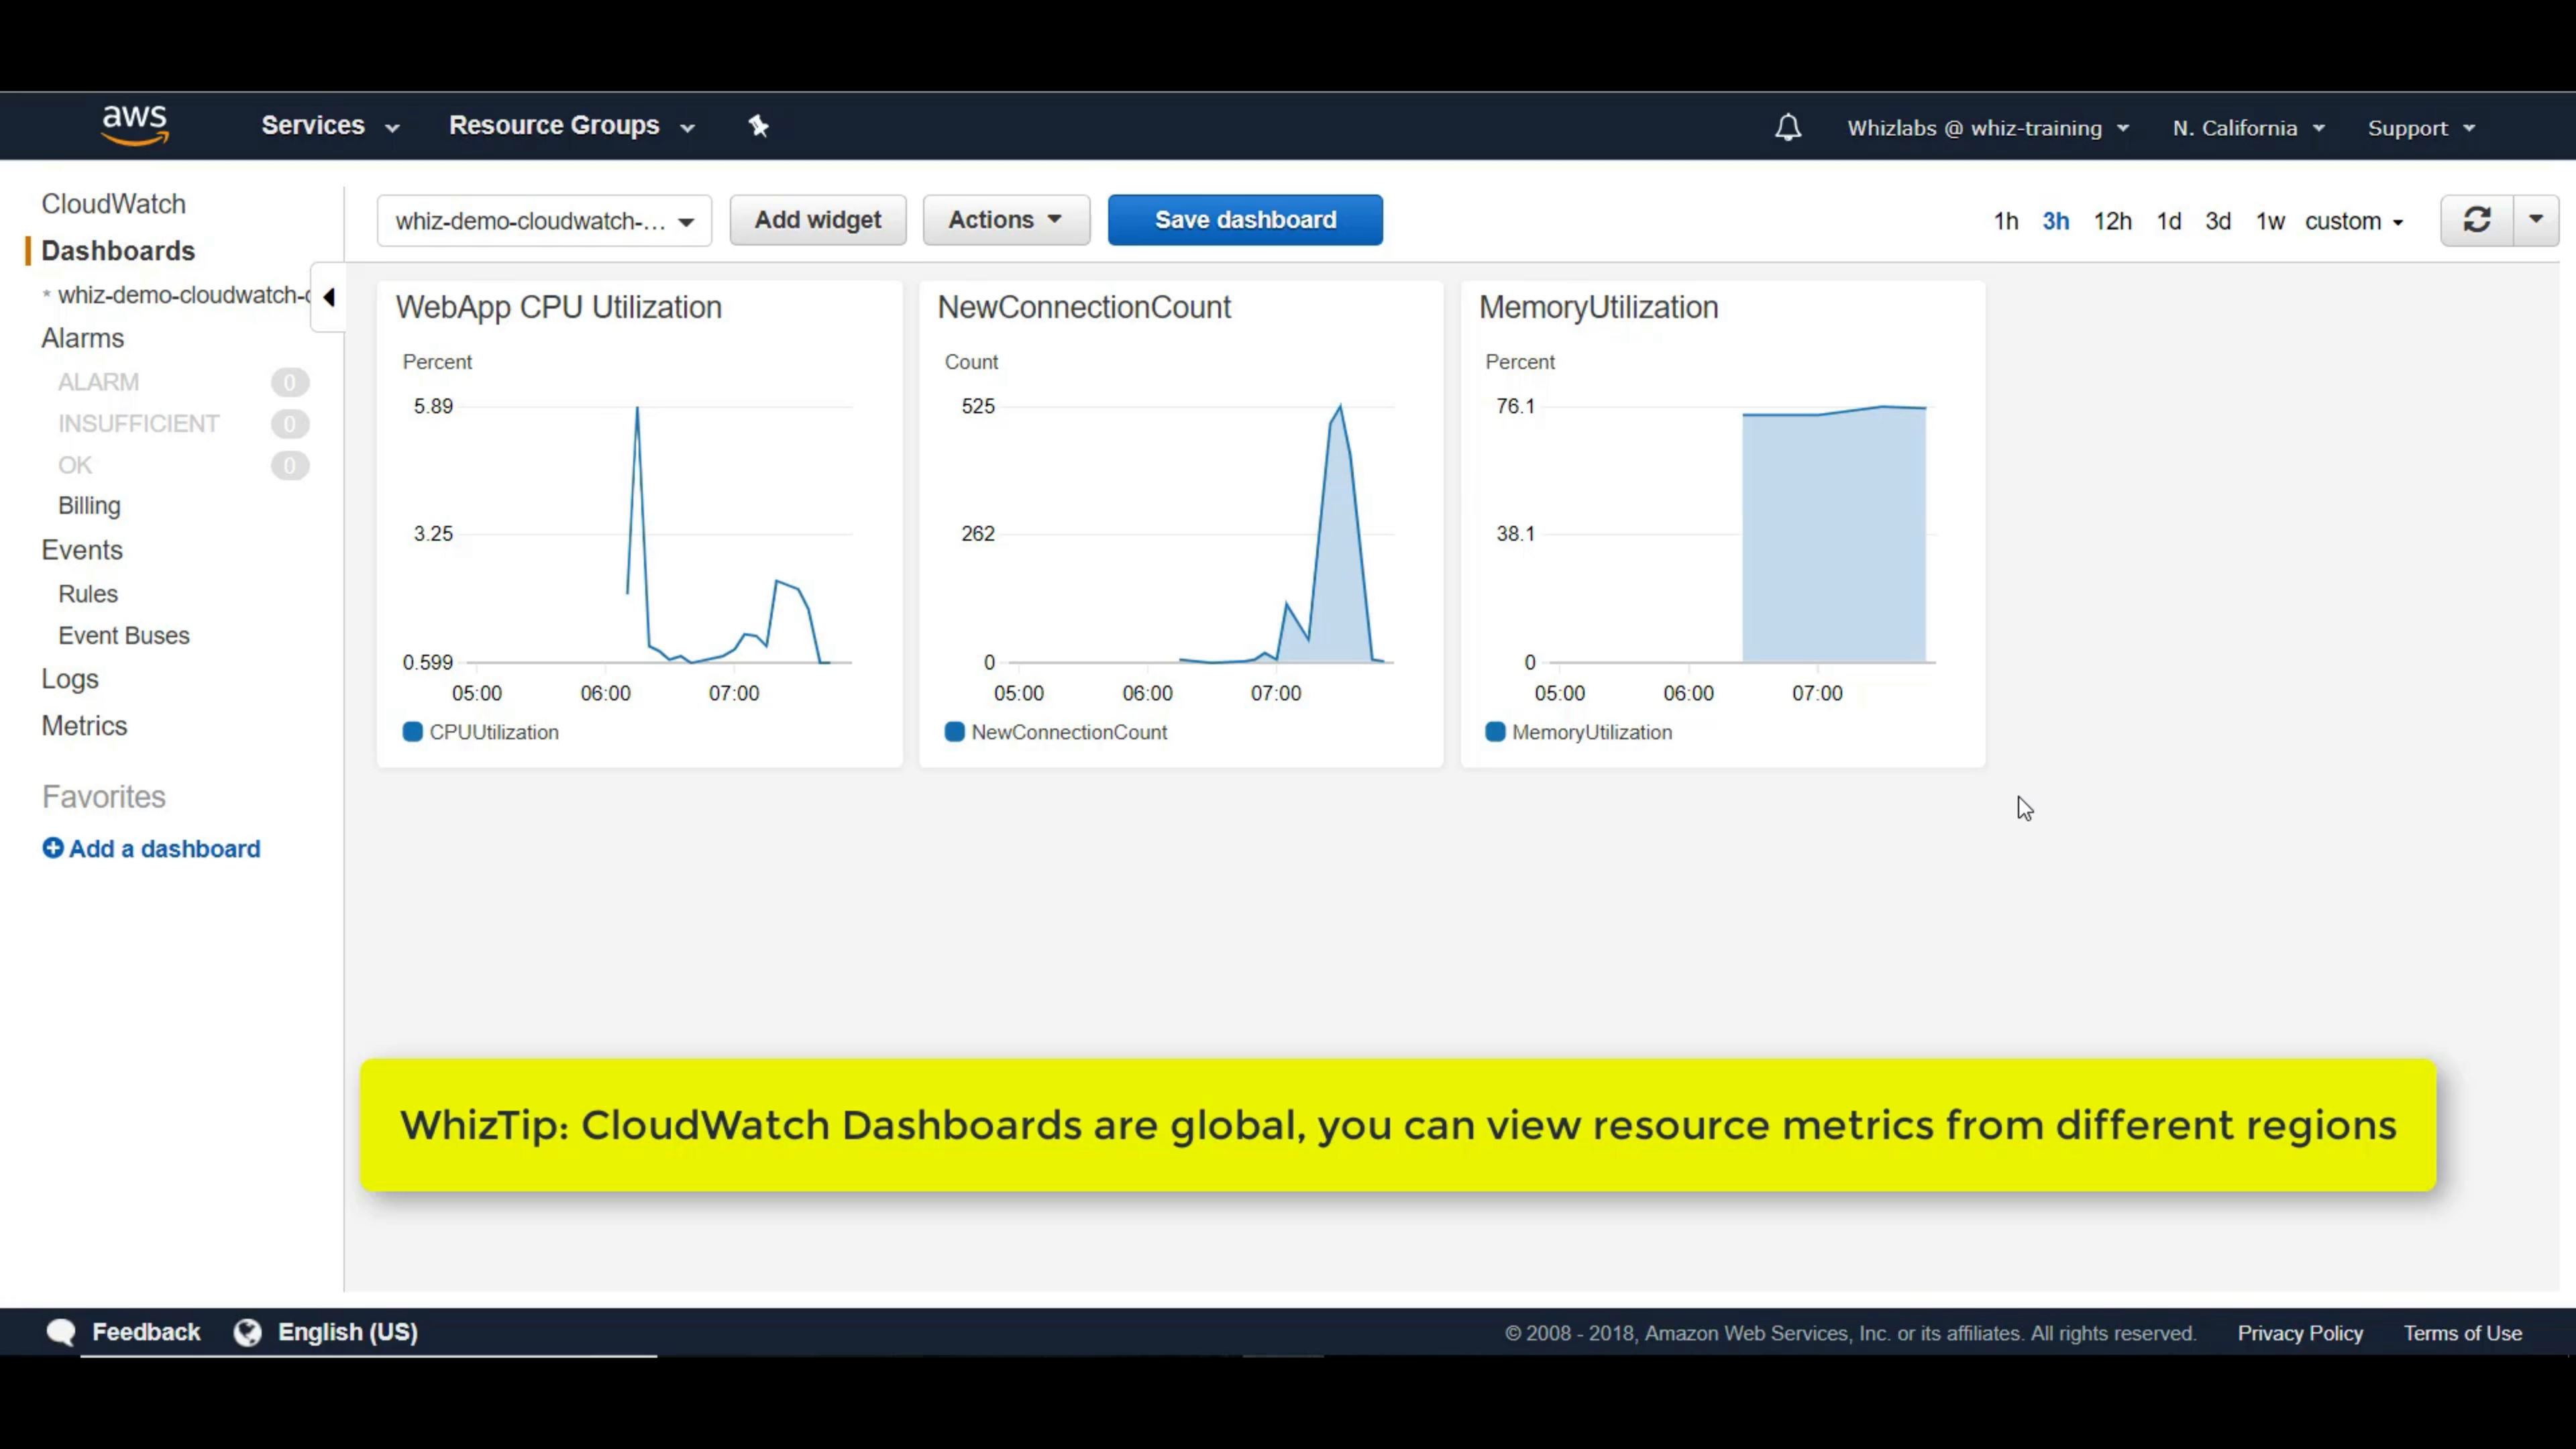 aws
Services
Resource Groups
Whizlabs @ whiz-training
N. California
Support
CloudWatch
Dashboards
* whiz-demo-cloudwatch-
Alarms
ALARM 0
INSUFFICIENT 0
OK 0
Billing
Events
Rules
Event Buses
Logs
Metrics
Favorites
Add a dashboard
whiz-demo-cloudwatch-...
Add widget
Actions
Save dashboard
1h 3h 12h 1d 3d 1w custom
WebApp CPU Utilization
Percent
5.89
3.25
0.599
05:00 06:00 07:00
CPUUtilization
NewConnectionCount
Count
525
262
0
05:00 06:00 07:00
NewConnectionCount
MemoryUtilization
Percent
76.1
38.1
0
05:00 06:00 07:00
MemoryUtilization
WhizTip: CloudWatch Dashboards are global, you can view resource metrics from different regions
Feedback
English (US)
© 2008 - 2018, Amazon Web Services, Inc. or its affiliates. All rights reserved.
Privacy Policy
Terms of Use